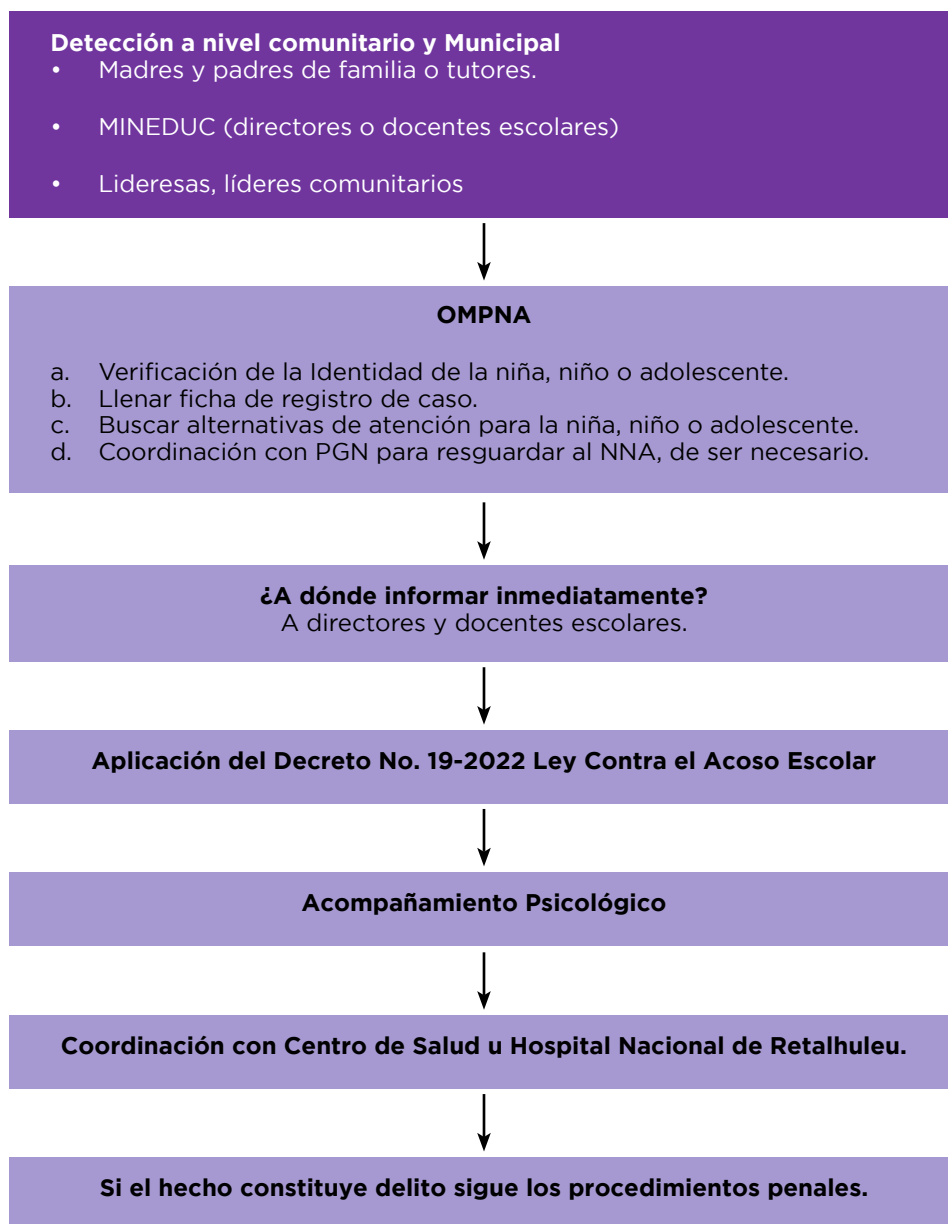 Detección a nivel comunitario y Municipal
• Madres y padres de familia o tutores.
• MINEDUC (directores o docentes escolares)
• Lideresas, líderes comunitarios
OMPNA
a. Verificación de la Identidad de la niña, niño o adolescente.
b. Llenar ficha de registro de caso.
c. Buscar alternativas de atención para la niña, niño o adolescente.
d. Coordinación con PGN para resguardar al NNA, de ser necesario.
¿A dónde informar inmediatamente?
A directores y docentes escolares.
Aplicación del Decreto No. 19-2022 Ley Contra el Acoso Escolar
Acompañamiento Psicológico
Coordinación con Centro de Salud u Hospital Nacional de Retalhuleu.
Si el hecho constituye delito sigue los procedimientos penales.